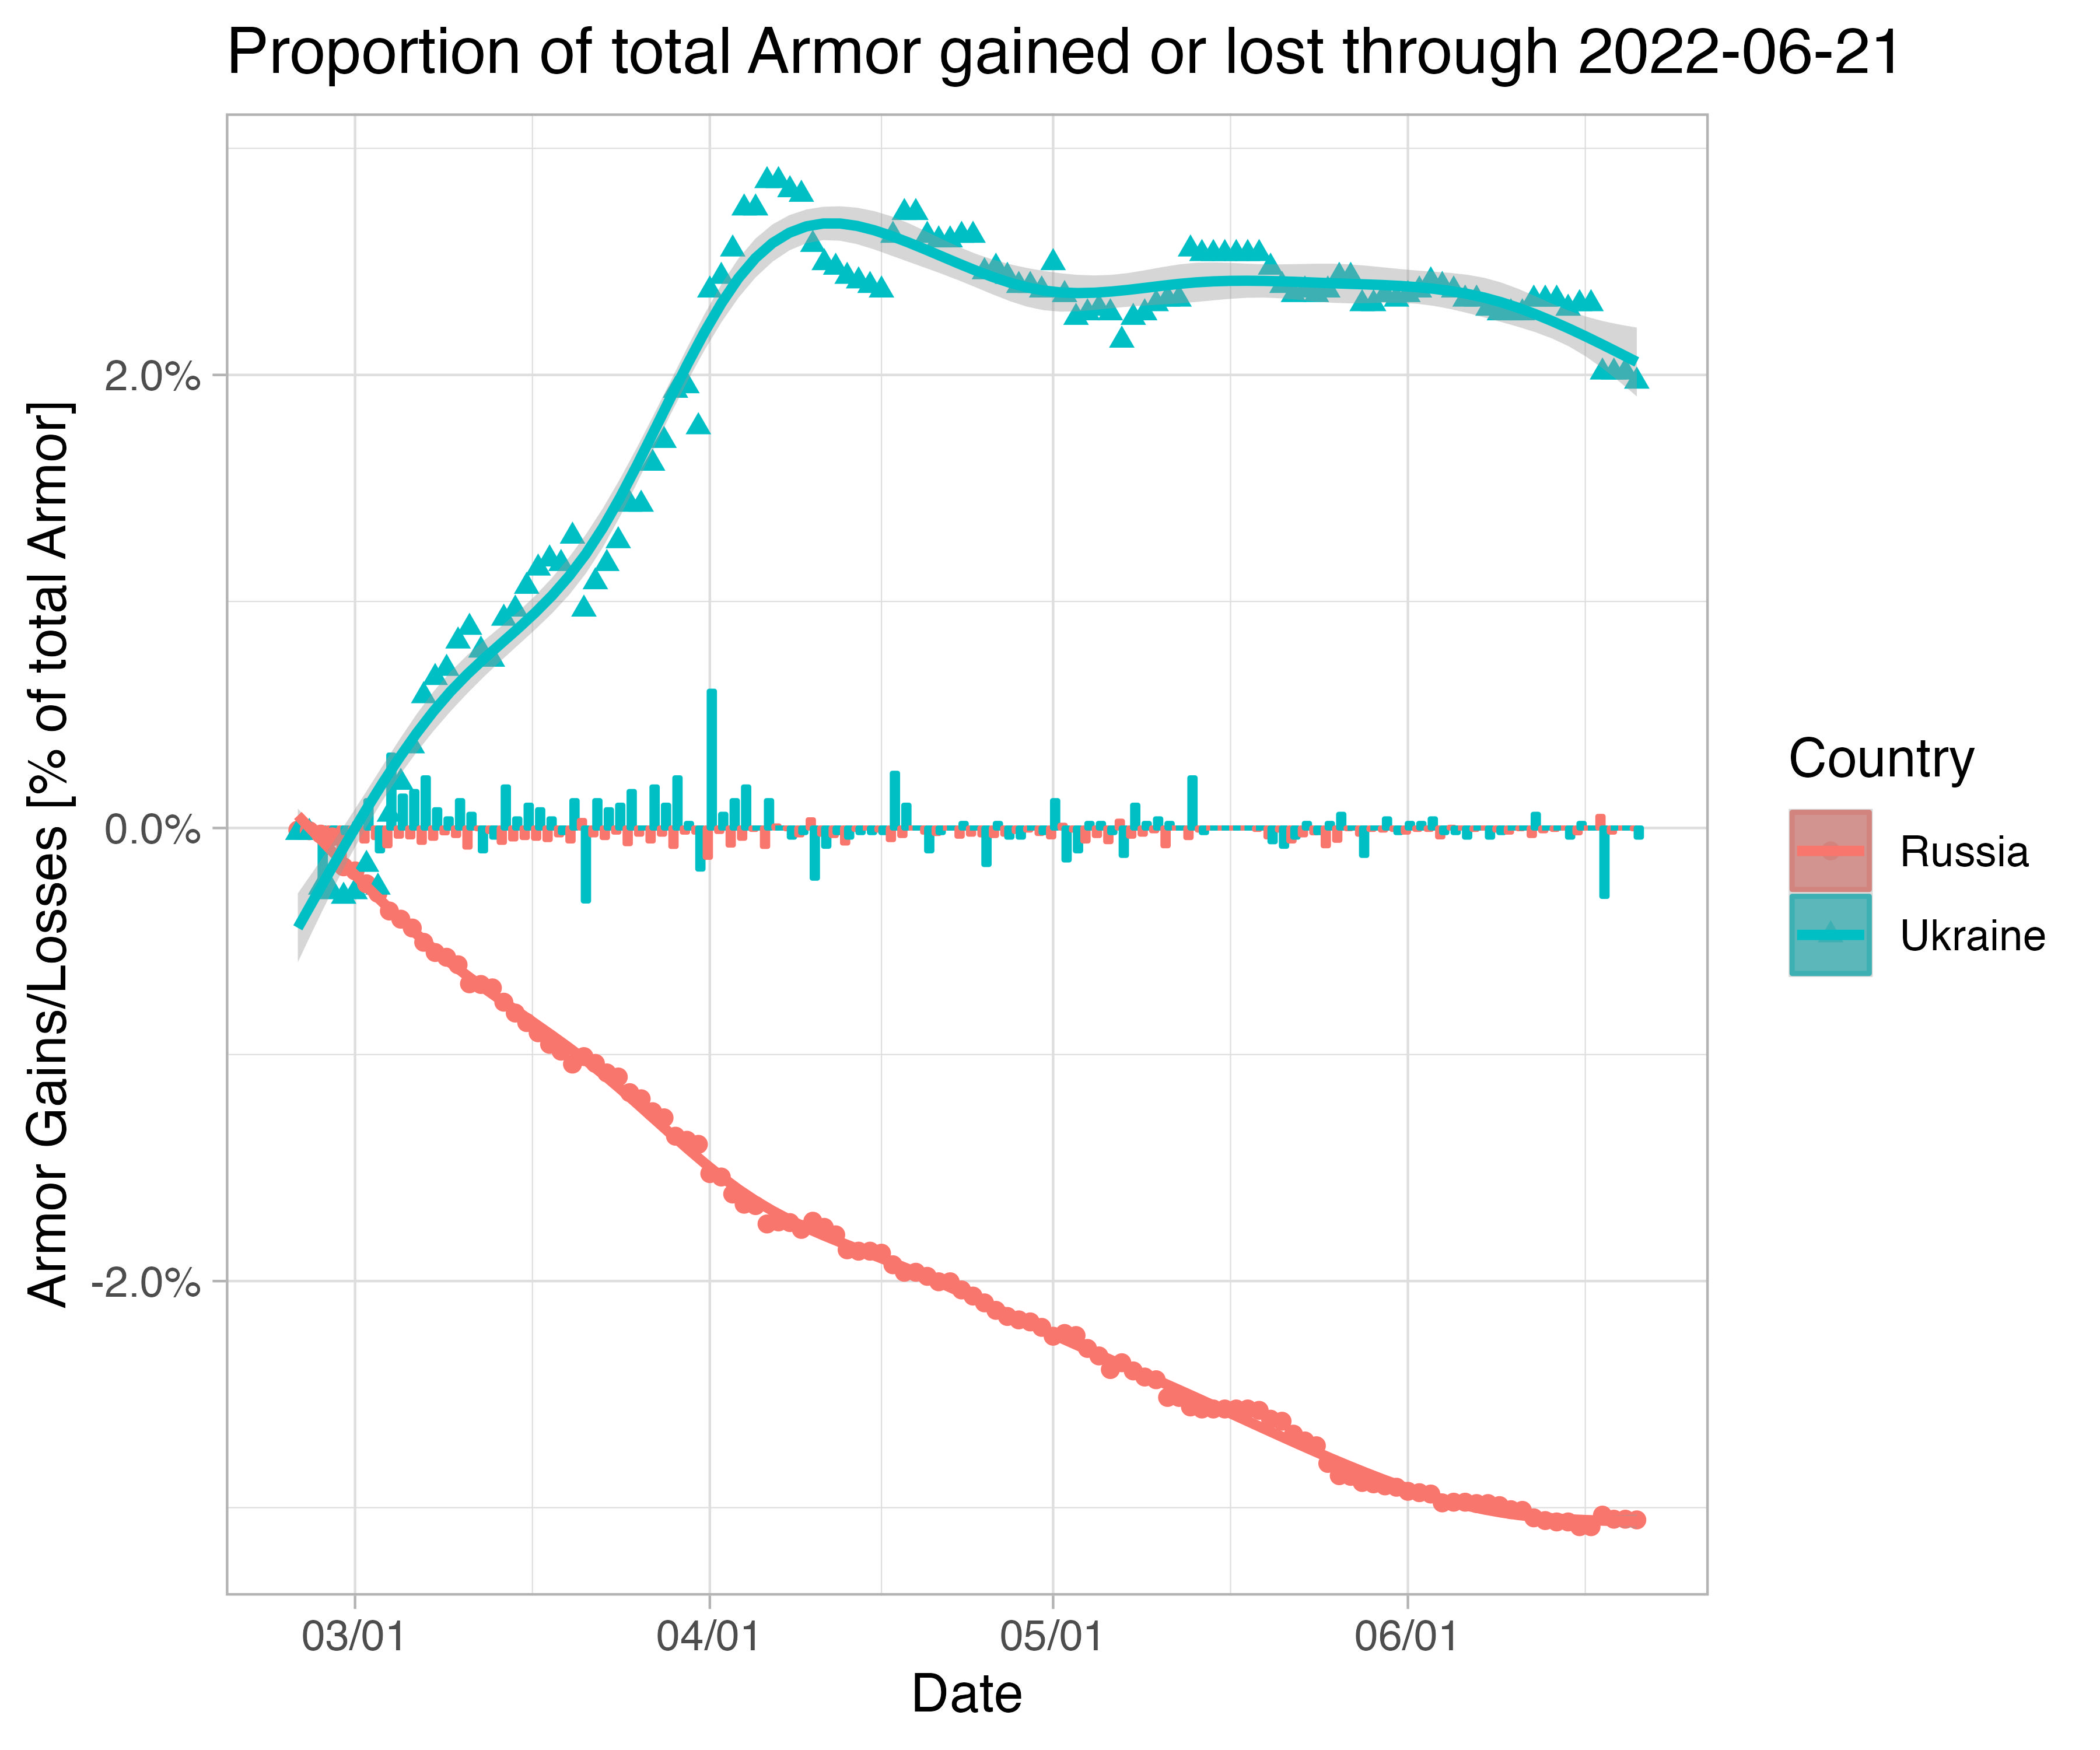 Proportion of total Armor gained or lost through 2022-06-21
Armor Gains/Losses [% of total Armor]
2.0%
0.0%
-2.0%
03/01
04/01
05/01
06/01
Date
Country
Russia
Ukraine